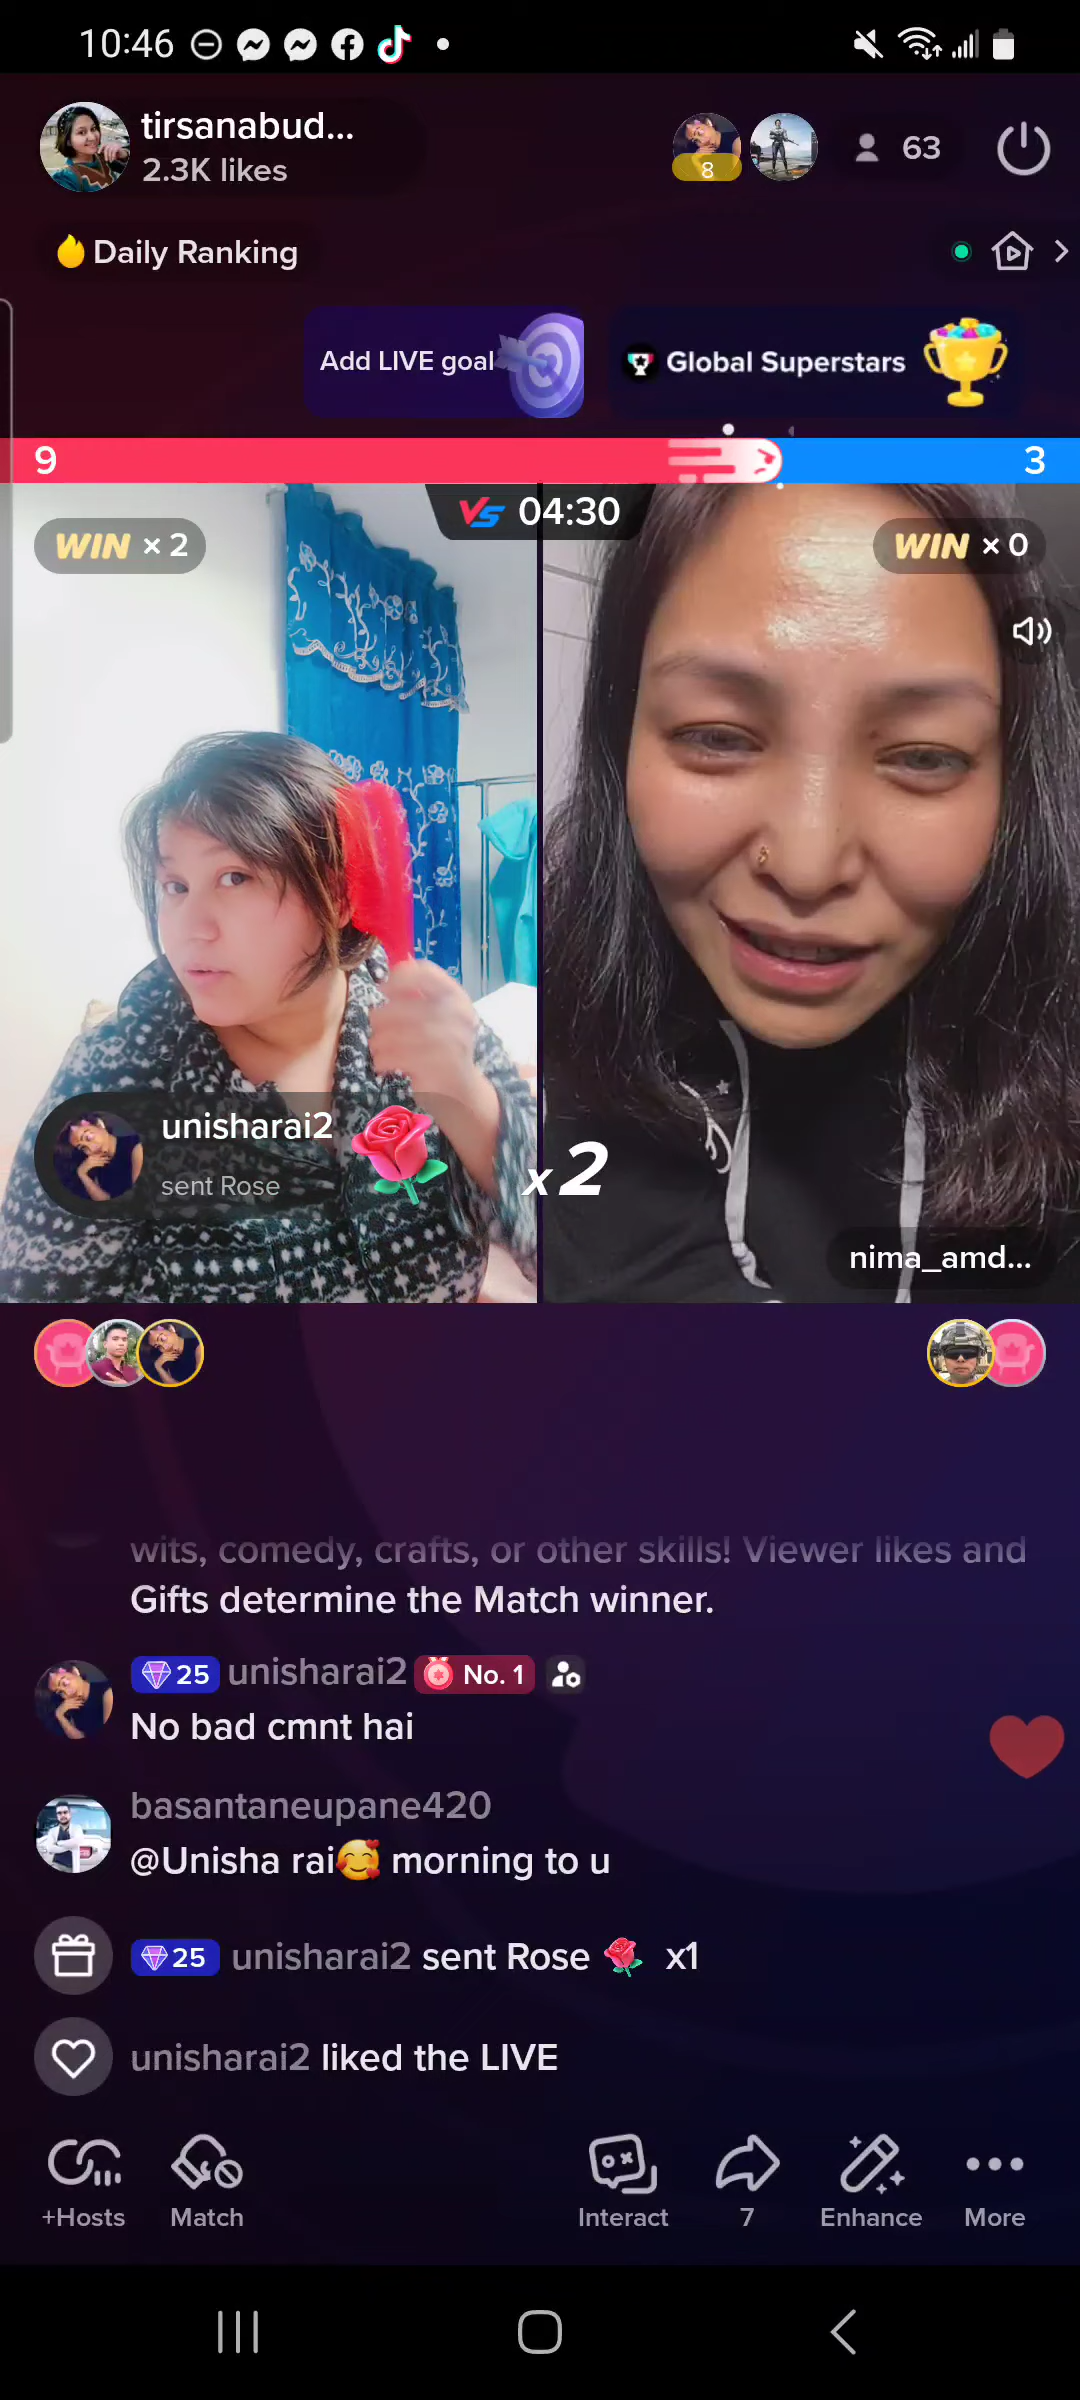 10:46
tirsanabud...
2.3K likes
8
63
Daily Ranking
Add LIVE goal
Global Superstars
9
3
VS 04:30
WIN × 2
WIN × 0
unisharai2
sent Rose
x2
nima_amd...
wits, comedy, crafts, or other skills! Viewer likes and
Gifts determine the Match winner.
25 unisharai2 No. 1
No bad cmnt hai
basantaneupane420
@Unisha rai🥰 morning to u
25 unisharai2 sent Rose 🌹 x1
unisharai2 liked the LIVE
+Hosts
Match
Interact
7
Enhance
More